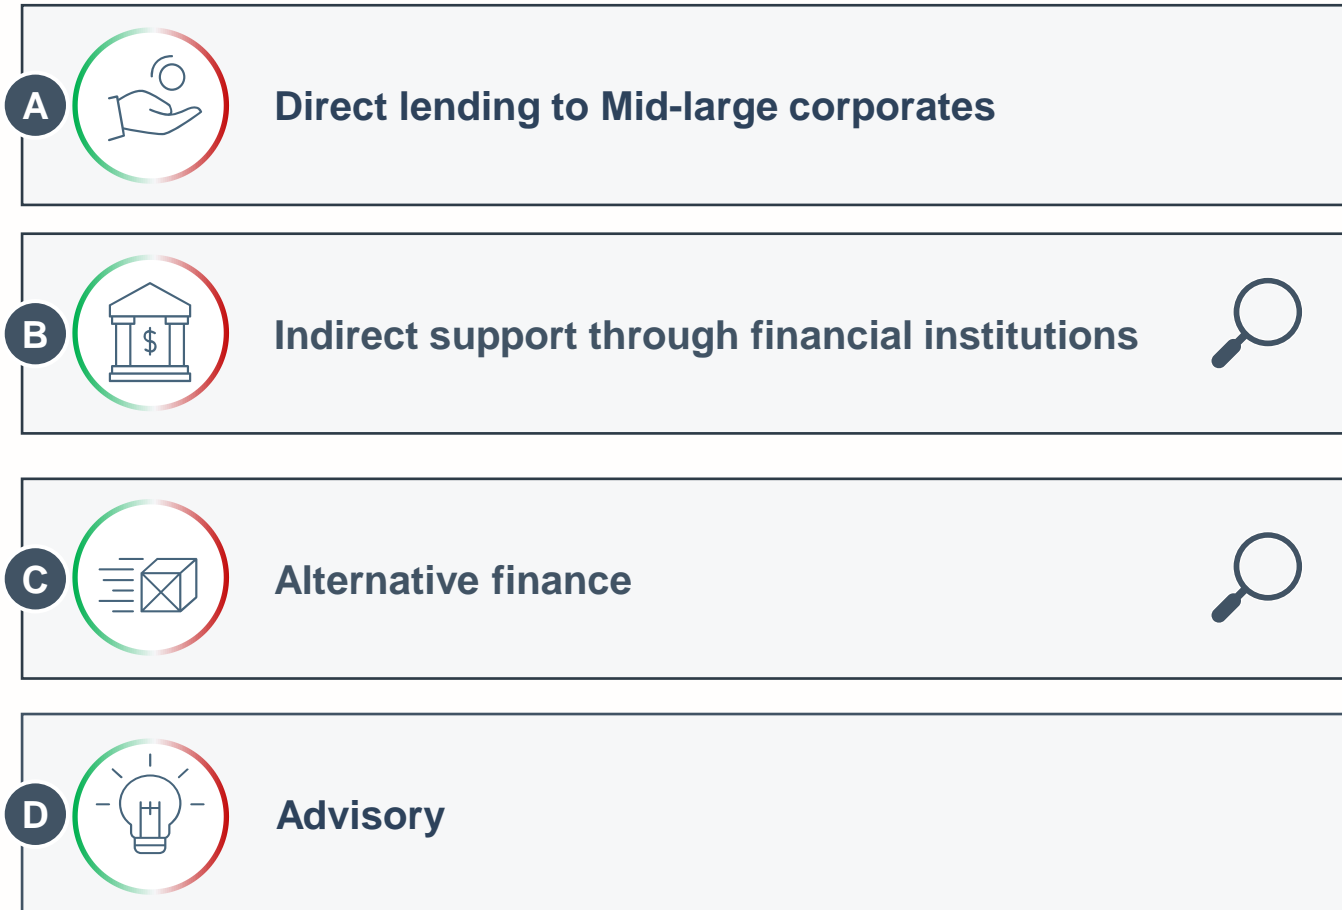 A
Direct lending to Mid-large corporates
B
$
Indirect support through financial institutions
C
Alternative finance
D
Advisory